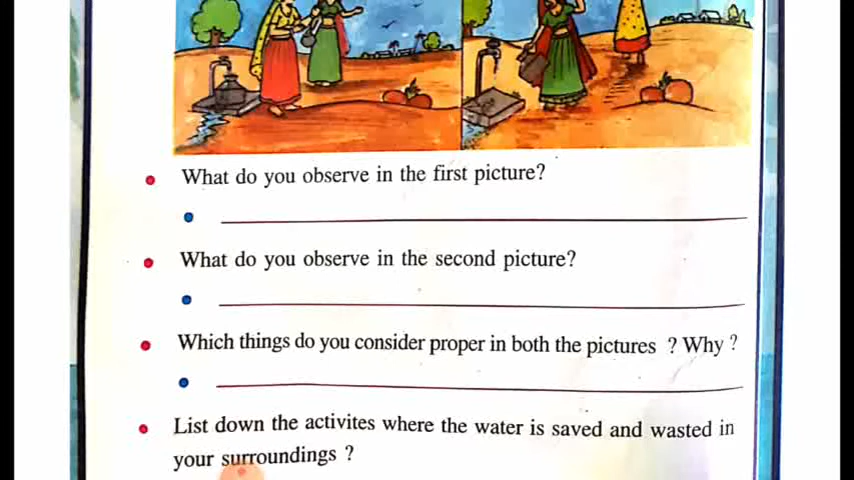 What do you observe in the first picture?
What do you observe in the second picture?
Which things do you consider proper in both the pictures ? Why ?
List down the activites where the water is saved and wasted in
your surroundings ?